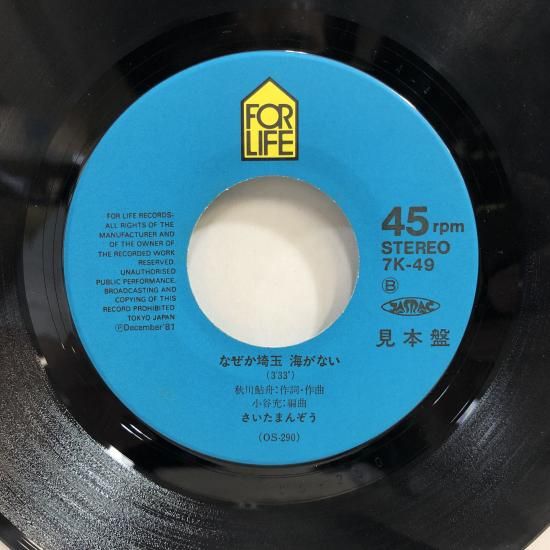 FOR
LIFE
FOR LIFE RECORDS-
ALL RIGHTS OF THE
MANUFACTURER AND
OF THE OWNER OF
THE RECORDED WORK
RESERVED.
UNAUTHORISED
PUBLIC PERFORMANCE,
BROADCASTING AND
COPYING OF THIS
RECORD PROHIBITED
TOKYO JAPAN
Ⓟ December'81
45 rpm
STEREO
7K-49
Ⓑ JASRAC
見本盤
なぜか埼玉 海がない
(3'33")
秋川鮎舟:作詞・作曲
小谷充:編曲
さいたまんぞう
(OS-290)